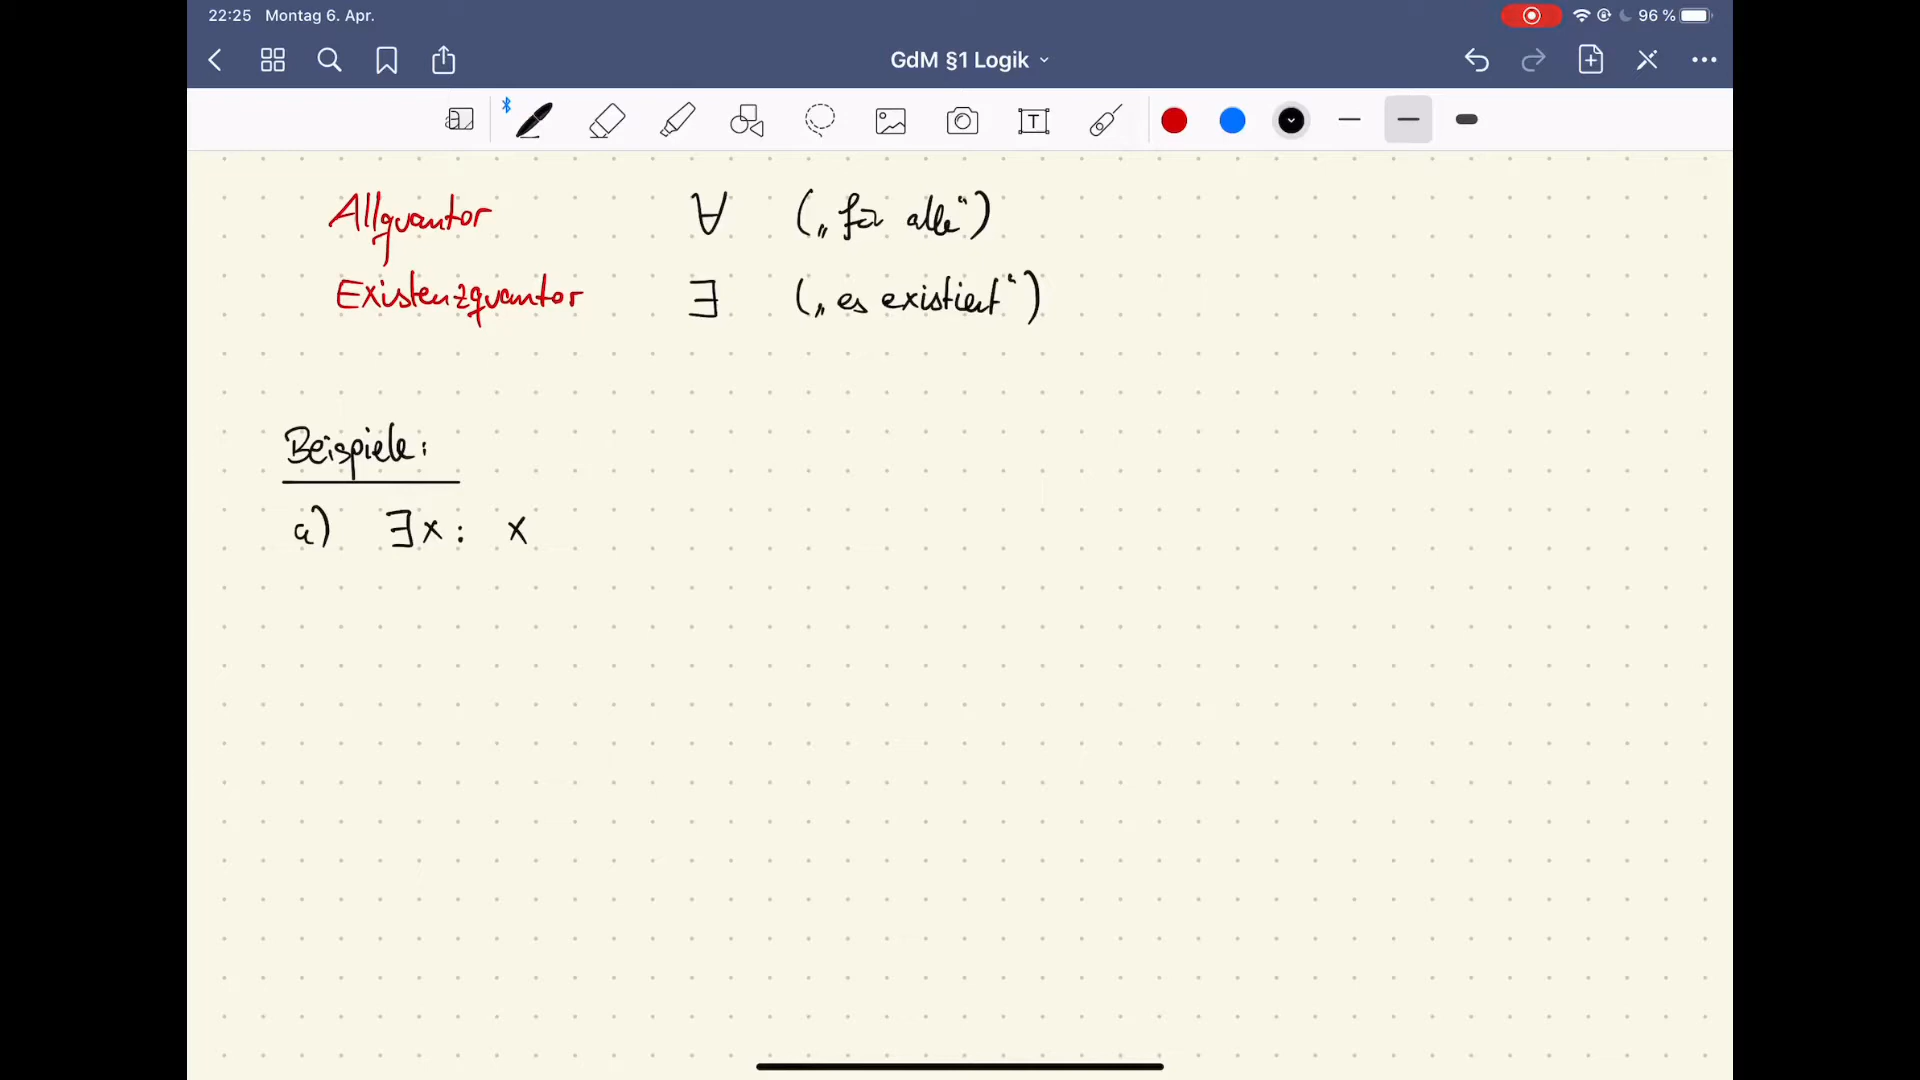 22:25 Montag 6. Apr. 96 %
GdM §1 Logik
T
Allquantor ∀ („für alle“)
Existenzquantor ∃ („es existiert“)
Beispiele:
a) ∃x: x